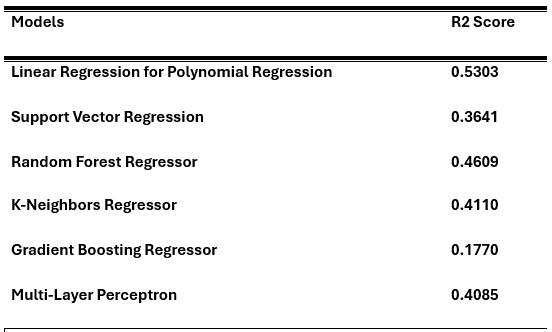 Models R2 Score
Linear Regression for Polynomial Regression 0.5303
Support Vector Regression 0.3641
Random Forest Regressor 0.4609
K-Neighbors Regressor 0.4110
Gradient Boosting Regressor 0.1770
Multi-Layer Perceptron 0.4085